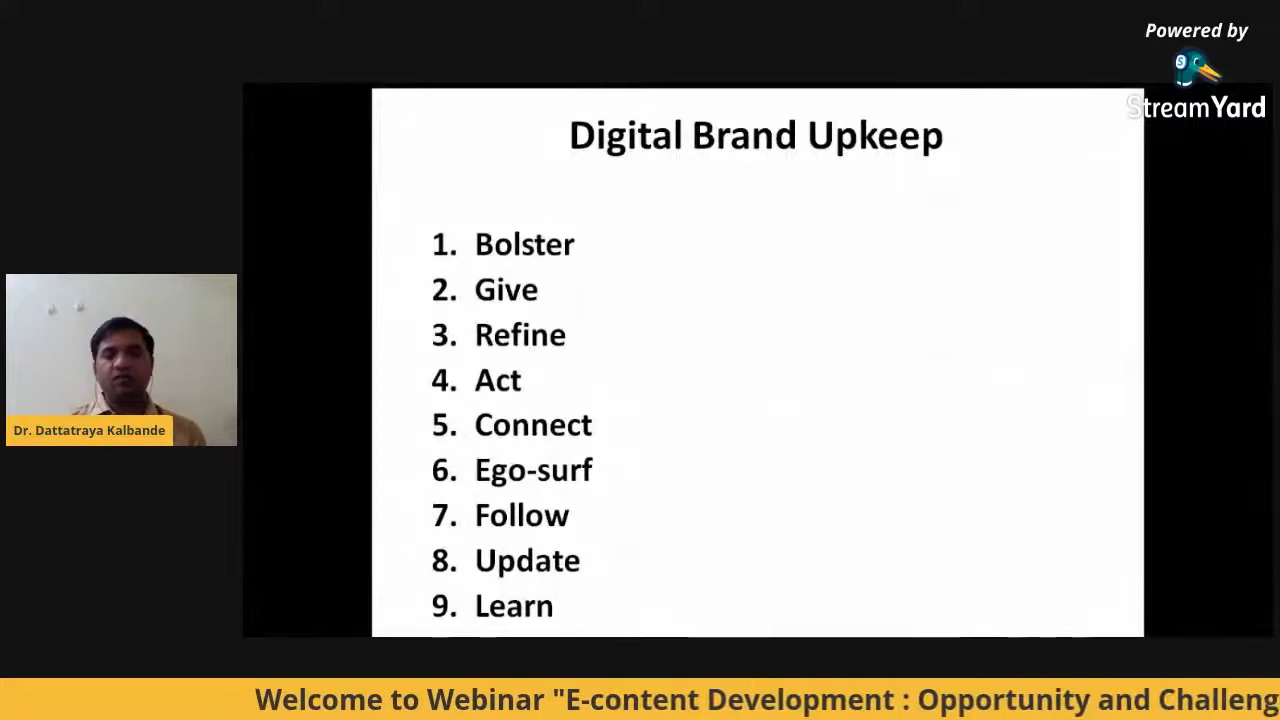 Powered by
StreamYard
Digital Brand Upkeep
1. Bolster
2. Give
3. Refine
4. Act
5. Connect
6. Ego-surf
7. Follow
8. Update
9. Learn
Dr. Dattatraya Kalbande
Welcome to Webinar "E-content Development : Opportunity and Challeng